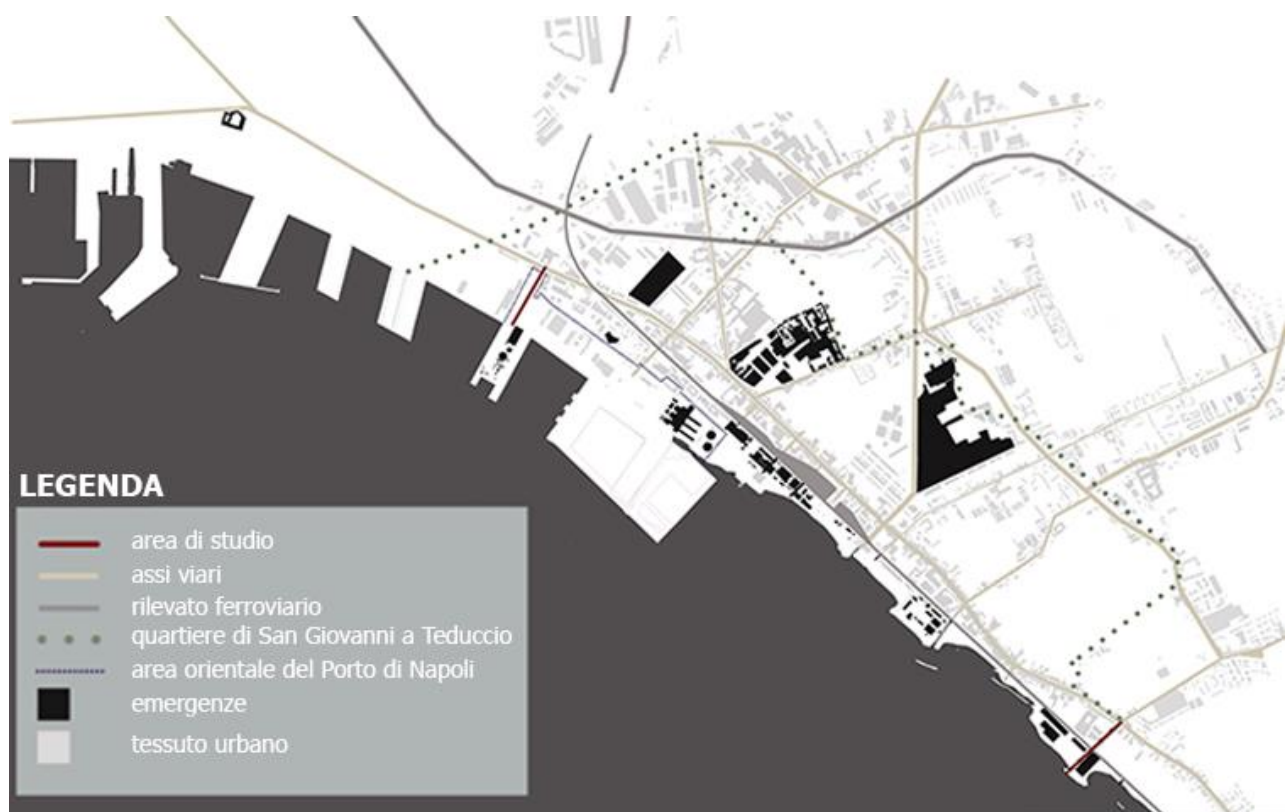 LEGENDA
area di studio
assi viari
rilevato ferroviario
quartiere di San Giovanni a Teduccio
area orientale del Porto di Napoli
emergenze
tessuto urbano